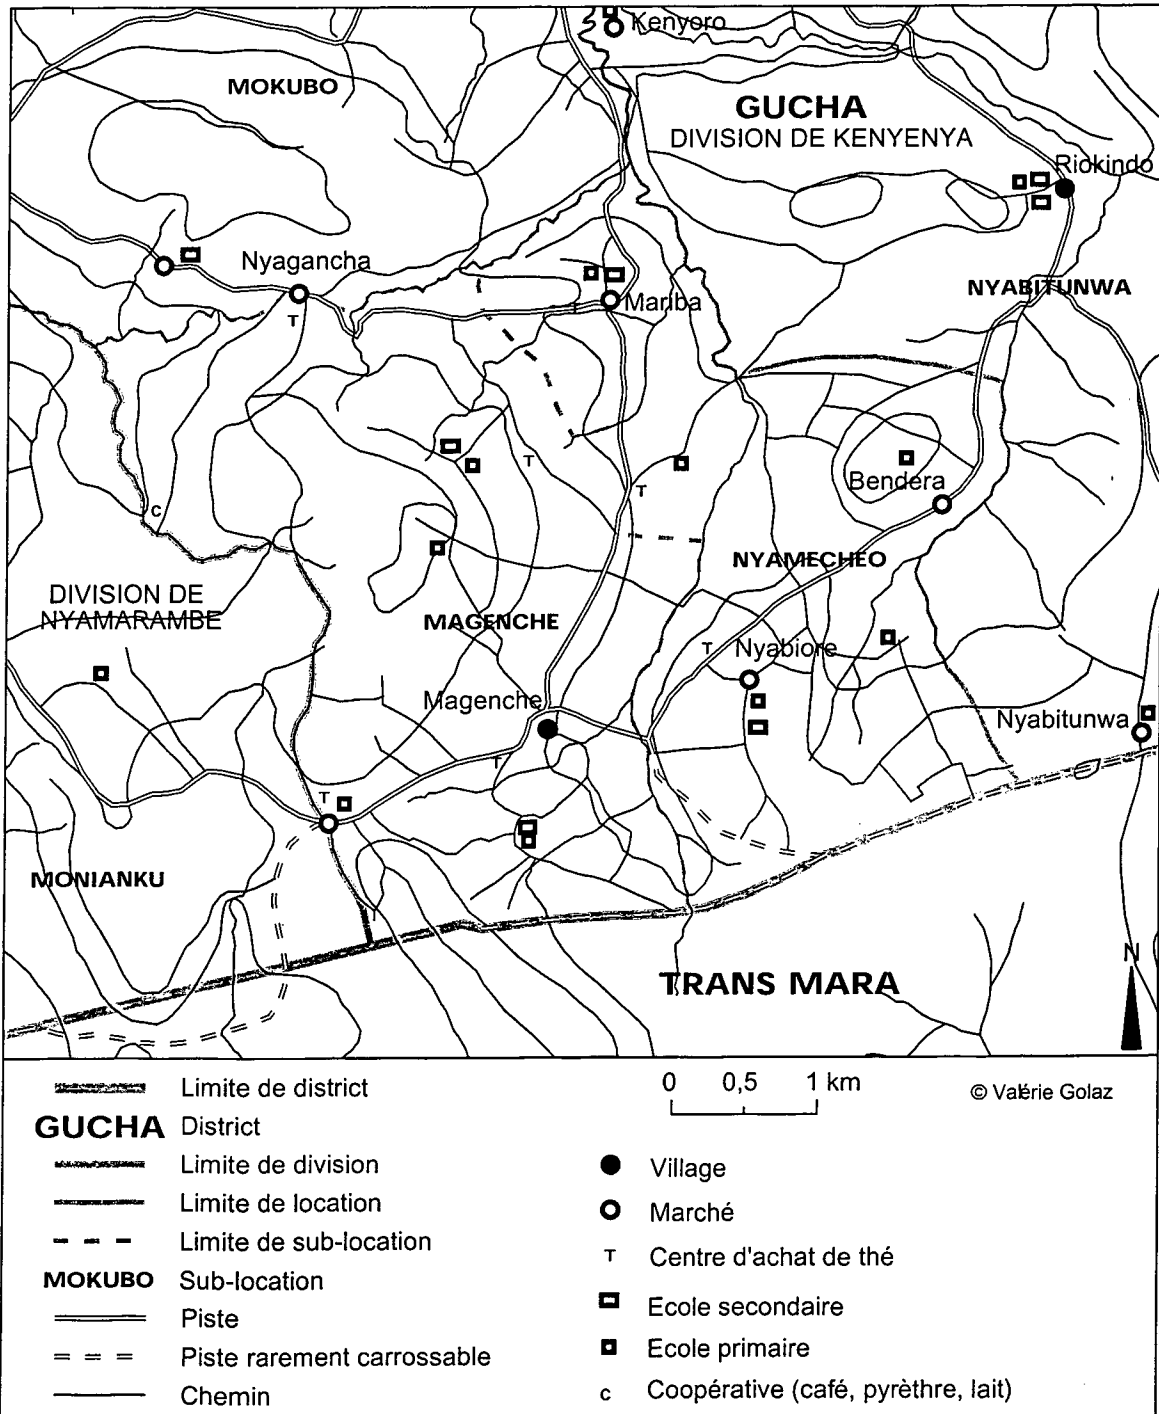 Kenyoro
MOKUBO
GUCHA
DIVISION DE KENYENYA
Riokindo
Nyagancha
NYABITUNWA
Mariba
T
T
T
Bendera
T
C
NYAMECHEO
DIVISION DE
NYAMARAMBE
MAGENCHE
T
Nyabiore
Magenche
Nyabitunwa
T
T
MONIANKU
T
N
TRANS MARA
Limite de district
GUCHA District
Limite de division
Limite de location
Limite de sub-location
MOKUBO Sub-location
Piste
Piste rarement carrossable
Chemin
0 0,5 1 km
© Valérie Golaz
Village
Marché
T Centre d'achat de thé
Ecole secondaire
Ecole primaire
C Coopérative (café, pyrèthre, lait)